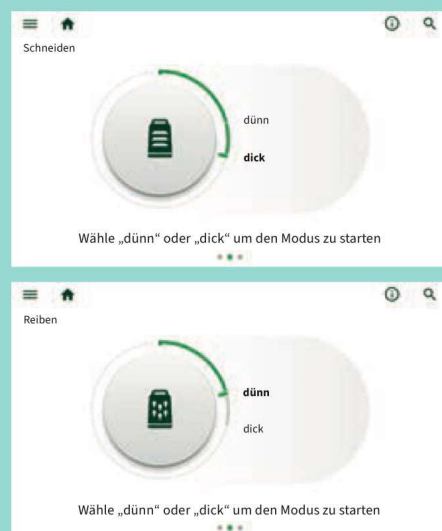 Schneiden
dünn
dick
Wähle „dünn“ oder „dick“ um den Modus zu starten
Reiben
dünn
dick
Wähle „dünn“ oder „dick“ um den Modus zu starten